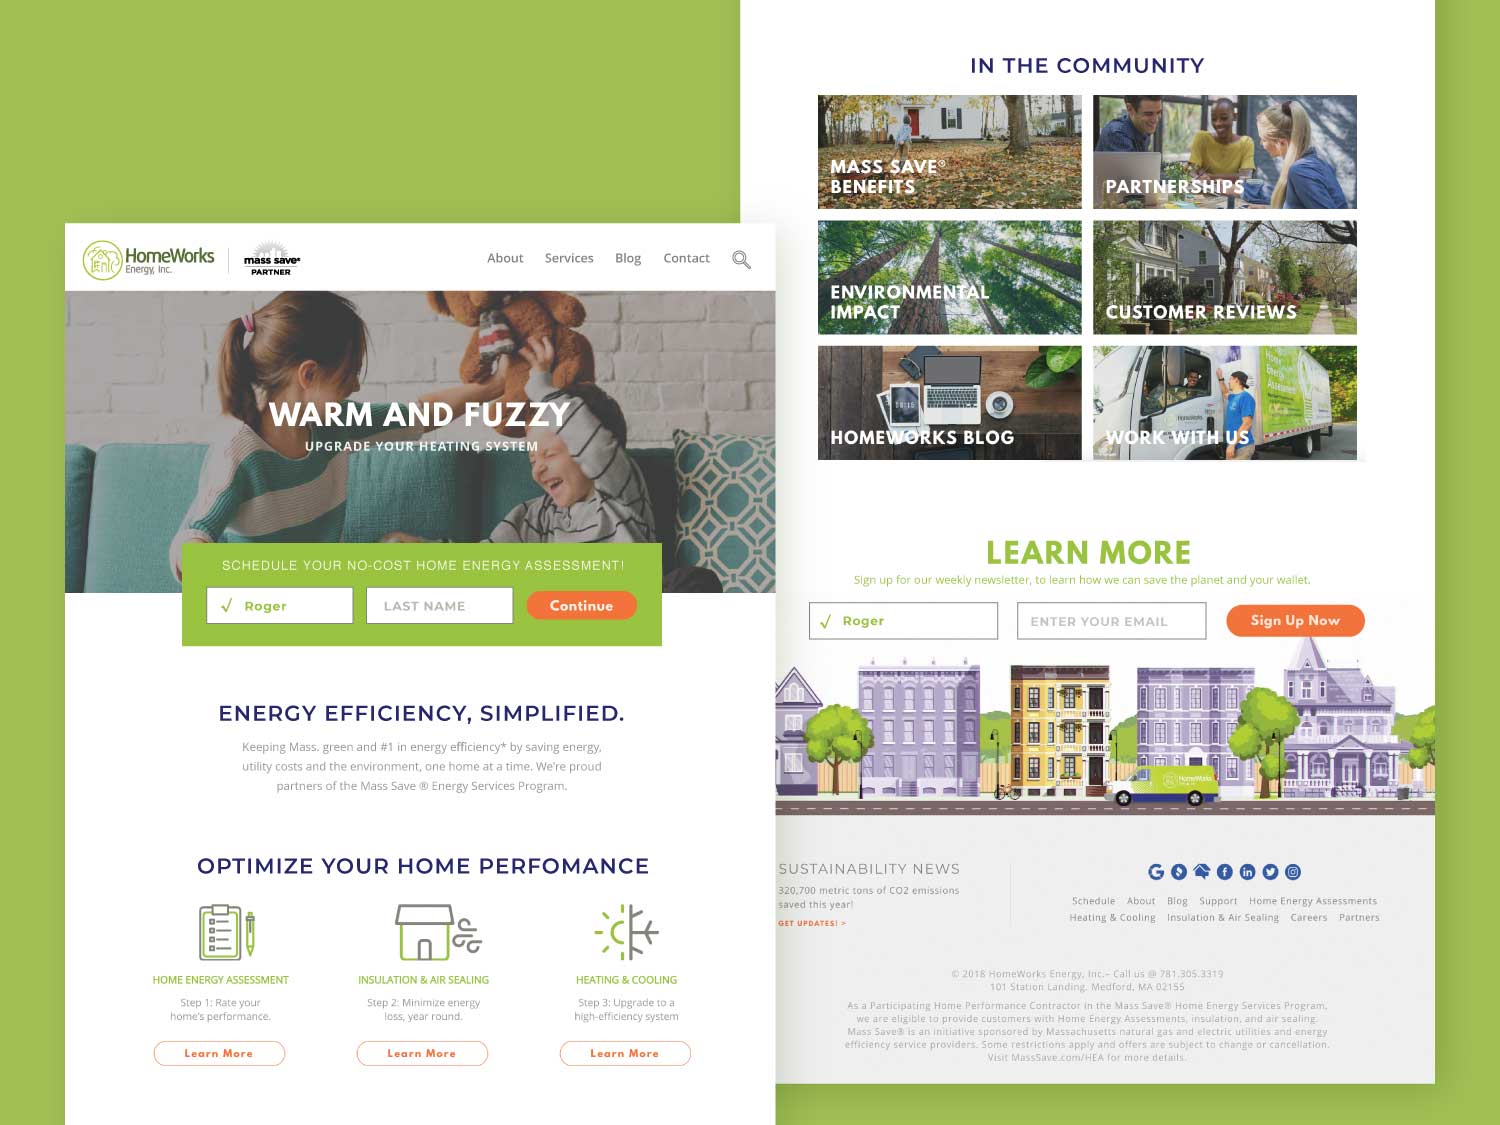 HomeWorks
Energy, Inc.
mass save®
PARTNER
About Services Blog Contact
WARM AND FUZZY
UPGRADE YOUR HEATING SYSTEM
SCHEDULE YOUR NO-COST HOME ENERGY ASSESSMENT!
Roger LAST NAME Continue
ENERGY EFFICIENCY, SIMPLIFIED.
Keeping Mass. green and #1 in energy efficiency* by saving energy,
utility costs and the environment, one home at a time. We're proud
partners of the Mass Save ® Energy Services Program.
OPTIMIZE YOUR HOME PERFOMANCE
HOME ENERGY ASSESSMENT
Step 1: Rate your
home's performance.
Learn More
INSULATION & AIR SEALING
Step 2: Minimize energy
loss, year round.
Learn More
HEATING & COOLING
Step 3: Upgrade to a
high-efficiency system
Learn More
IN THE COMMUNITY
MASS SAVE®
BENEFITS
PARTNERSHIPS
ENVIRONMENTAL
IMPACT
CUSTOMER REVIEWS
HOMEWORKS BLOG
08:15
WORK WITH US
HomeWorks
Home
Energy
Assessments
LEARN MORE
Sign up for our weekly newsletter, to learn how we can save the planet and your wallet.
Roger ENTER YOUR EMAIL Sign Up Now
HomeWorks
SUSTAINABILITY NEWS
320,700 metric tons of CO2 emissions
saved this year!
GET UPDATES! >
Schedule About Blog Support Home Energy Assessments
Heating & Cooling Insulation & Air Sealing Careers Partners
© 2018 HomeWorks Energy, Inc.– Call us @ 781.305.3319
101 Station Landing. Medford, MA 02155
As a Participating Home Performance Contractor in the Mass Save® Home Energy Services Program,
we are eligible to provide customers with Home Energy Assessments, insulation, and air sealing.
Mass Save® is an initiative sponsored by Massachusetts natural gas and electric utilities and energy
efficiency service providers. Some restrictions apply and offers are subject to change or cancellation.
Visit MassSave.com/HEA for more details.